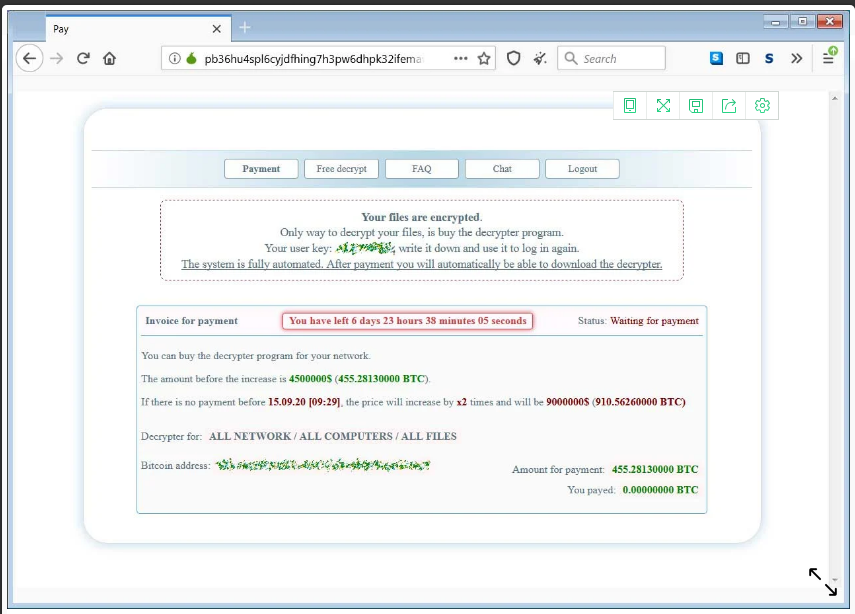 Pay
pb36hu4spl6cyjdfhing7h3pw6dhpk32ifema
Search
S
S
Payment
Free decrypt
FAQ
Chat
Logout
Your files are encrypted.
Only way to decrypt your files, is buy the decrypter program.
Your user key: , write it down and use it to log in again.
The system is fully automated. After payment you will automatically be able to download the decrypter.
Invoice for payment
You have left 6 days 23 hours 38 minutes 05 seconds
Status: Waiting for payment
You can buy the decrypter program for your network.
The amount before the increase is 4500000$ (455.28130000 BTC).
If there is no payment before 15.09.20 [09:29], the price will increase by x2 times and will be 9000000$ (910.56260000 BTC)
Decrypter for: ALL NETWORK / ALL COMPUTERS / ALL FILES
Bitcoin address:
Amount for payment: 455.28130000 BTC
You payed: 0.00000000 BTC